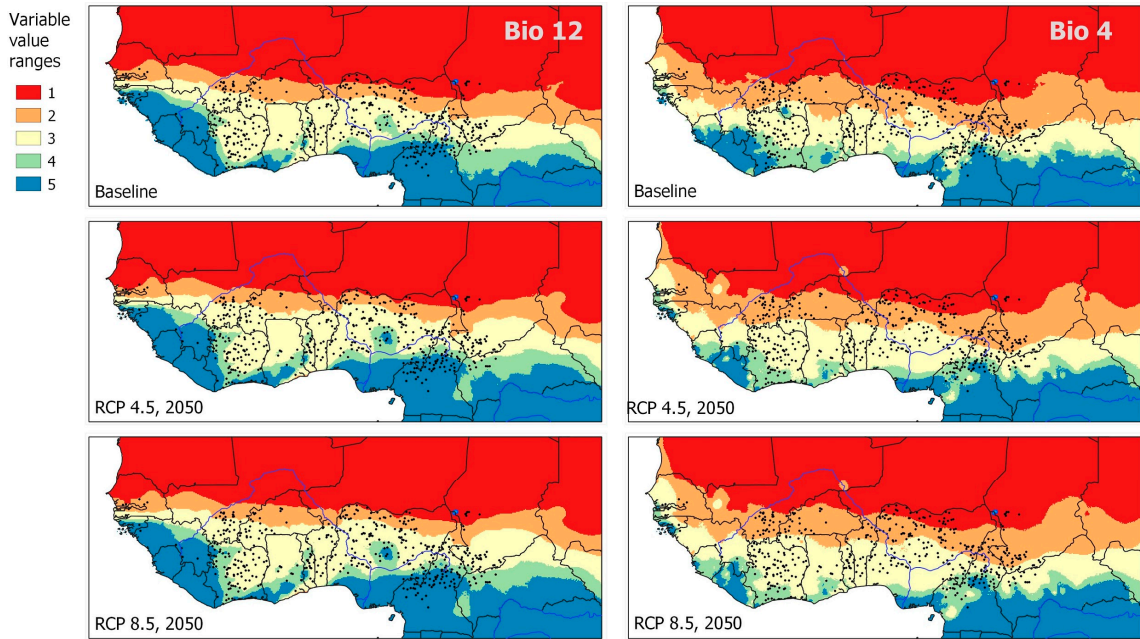 Variable
value
ranges
1
2
3
4
5
Bio 12
Baseline
Bio 4
Baseline
RCP 4.5, 2050
RCP 4.5, 2050
RCP 8.5, 2050
RCP 8.5, 2050